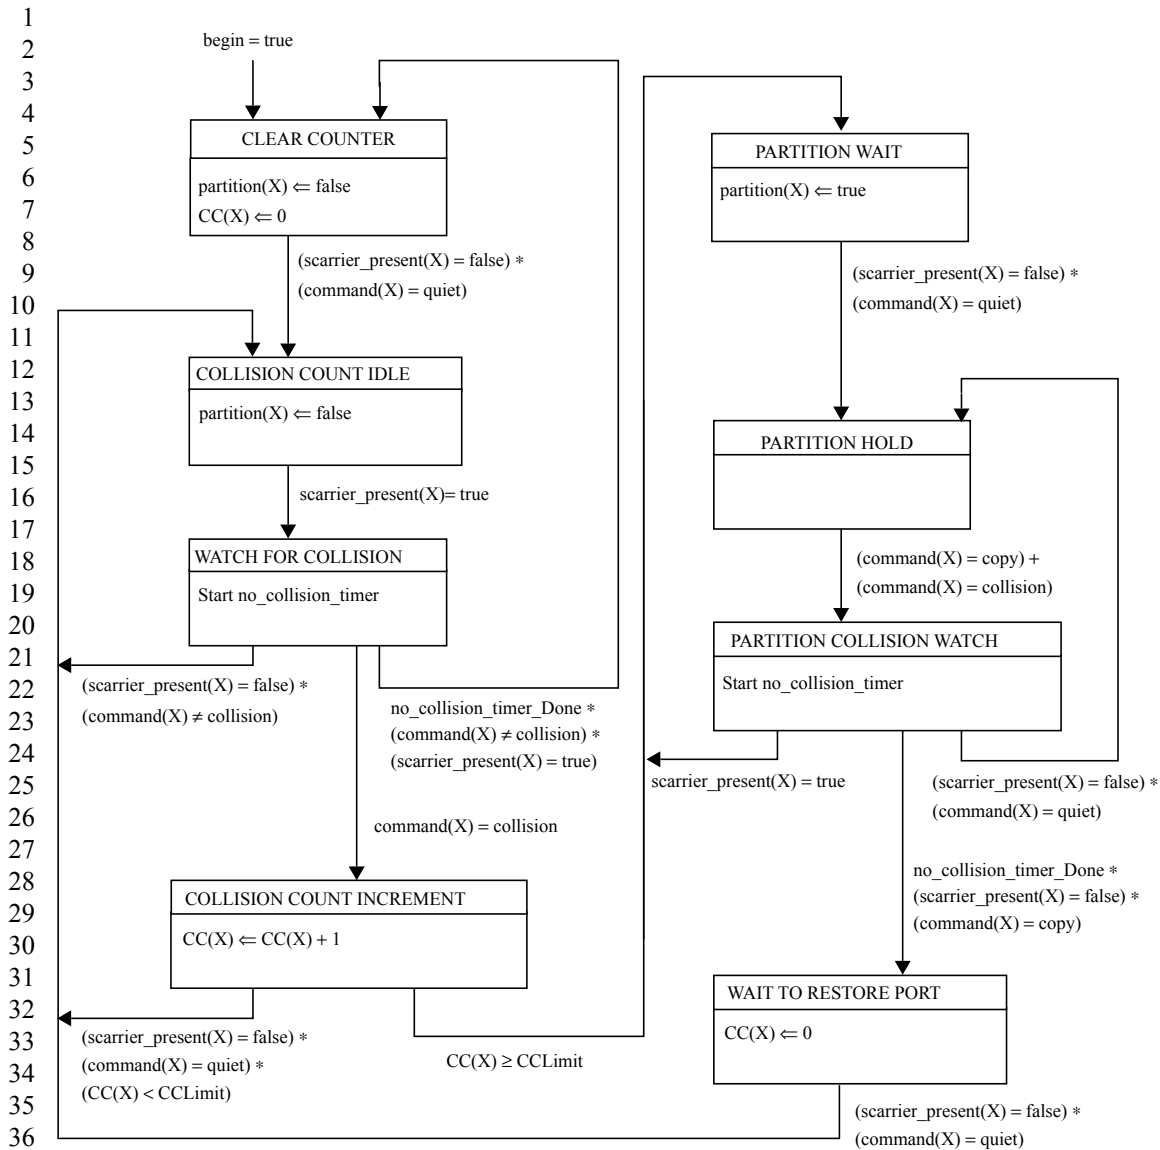 1
2
3
4
5
6
7
8
9
10
11
12
13
14
15
16
17
18
19
20
21
22
23
24
25
26
27
28
29
30
31
32
33
34
35
36
begin = true
CLEAR COUNTER
partition(X) ⇐ false
CC(X) ⇐ 0
(scarrier_present(X) = false) *
(command(X) = quiet)
COLLISION COUNT IDLE
partition(X) ⇐ false
scarrier_present(X)= true
WATCH FOR COLLISION
Start no_collision_timer
(scarrier_present(X) = false) *
(command(X) ≠ collision)
no_collision_timer_Done *
(command(X) ≠ collision) *
(scarrier_present(X) = true)
command(X) = collision
COLLISION COUNT INCREMENT
CC(X) ⇐ CC(X) + 1
(scarrier_present(X) = false) *
(command(X) = quiet) *
(CC(X) < CCLimit)
CC(X) ≥ CCLimit
PARTITION WAIT
partition(X) ⇐ true
(scarrier_present(X) = false) *
(command(X) = quiet)
PARTITION HOLD
(command(X) = copy) +
(command(X) = collision)
PARTITION COLLISION WATCH
Start no_collision_timer
scarrier_present(X) = true
(scarrier_present(X) = false) *
(command(X) = quiet)
no_collision_timer_Done *
(scarrier_present(X) = false) *
(command(X) = copy)
WAIT TO RESTORE PORT
CC(X) ⇐ 0
(scarrier_present(X) = false) *
(command(X) = quiet)